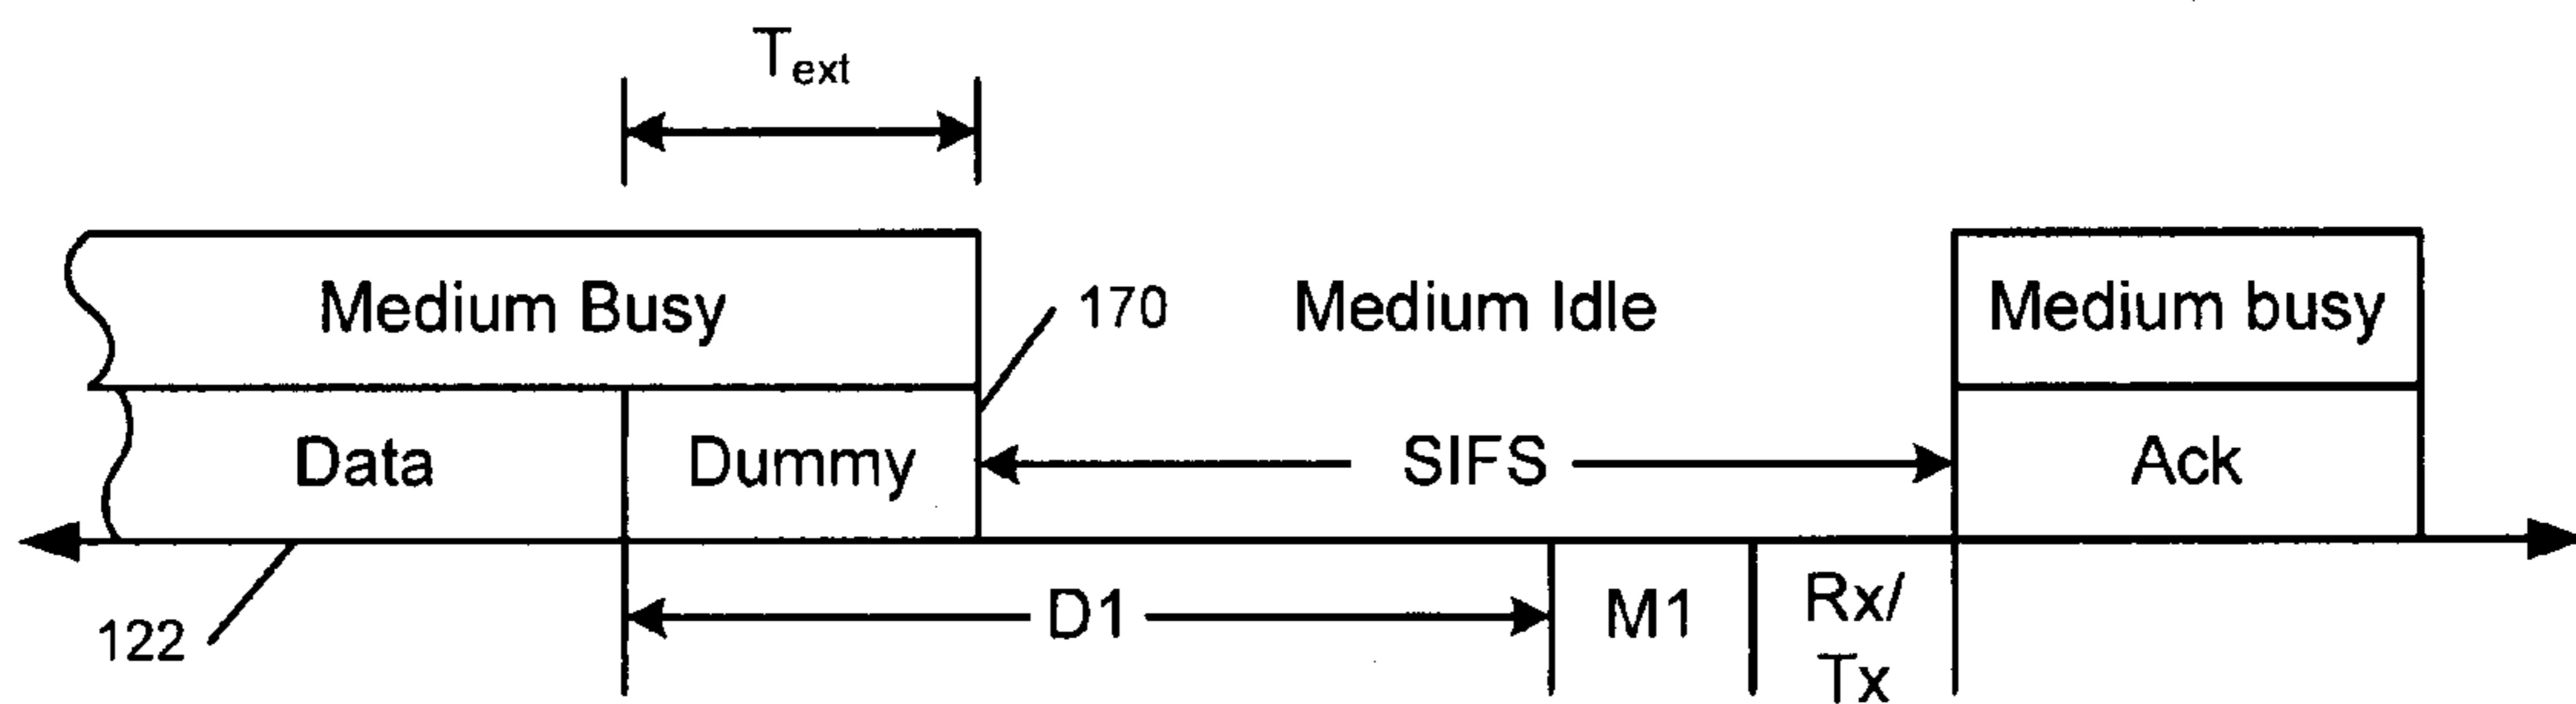 Text
Medium Busy
170
Medium Idle
Medium busy
Data
Dummy
SIFS
Ack
122
D1
M1
Rx/
Tx